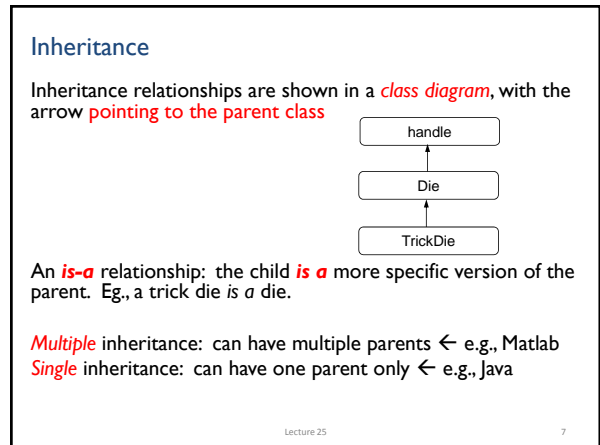 Inheritance
Inheritance relationships are shown in a class diagram, with the
arrow pointing to the parent class
handle
Die
TrickDie
An is-a relationship: the child is a more specific version of the
parent. Eg., a trick die is a die.
Multiple inheritance: can have multiple parents ← e.g., Matlab
Single inheritance: can have one parent only ← e.g., Java
Lecture 25
7